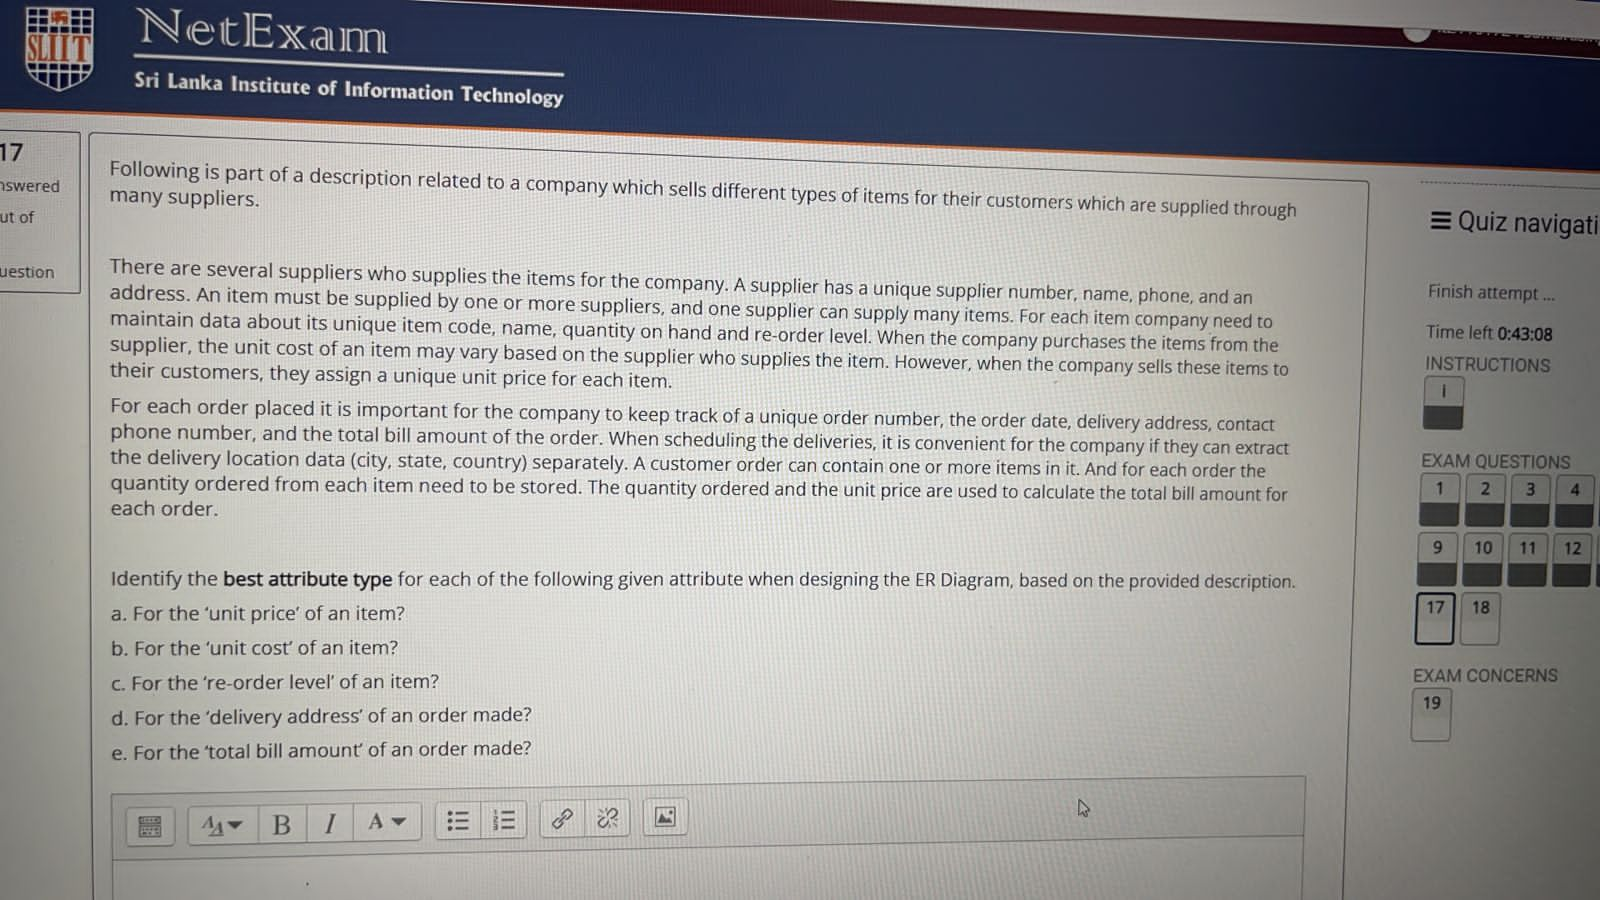 SLIIT
NetExam
Sri Lanka Institute of Information Technology
17
nswered
ut of
uestion
Following is part of a description related to a company which sells different types of items for their customers which are supplied through
many suppliers.
There are several suppliers who supplies the items for the company. A supplier has a unique supplier number, name, phone, and an
address. An item must be supplied by one or more suppliers, and one supplier can supply many items. For each item company need to
maintain data about its unique item code, name, quantity on hand and re-order level. When the company purchases the items from the
supplier, the unit cost of an item may vary based on the supplier who supplies the item. However, when the company sells these items to
their customers, they assign a unique unit price for each item.
For each order placed it is important for the company to keep track of a unique order number, the order date, delivery address, contact
phone number, and the total bill amount of the order. When scheduling the deliveries, it is convenient for the company if they can extract
the delivery location data (city, state, country) separately. A customer order can contain one or more items in it. And for each order the
quantity ordered from each item need to be stored. The quantity ordered and the unit price are used to calculate the total bill amount for
each order.
Identify the best attribute type for each of the following given attribute when designing the ER Diagram, based on the provided description.
a. For the ‘unit price’ of an item?
b. For the ‘unit cost’ of an item?
c. For the ‘re-order level’ of an item?
d. For the ‘delivery address’ of an order made?
e. For the ‘total bill amount’ of an order made?
B I A
Quiz navigati
Finish attempt ...
Time left 0:43:08
INSTRUCTIONS
i
EXAM QUESTIONS
1 2 3 4
9 10 11 12
17 18
EXAM CONCERNS
19